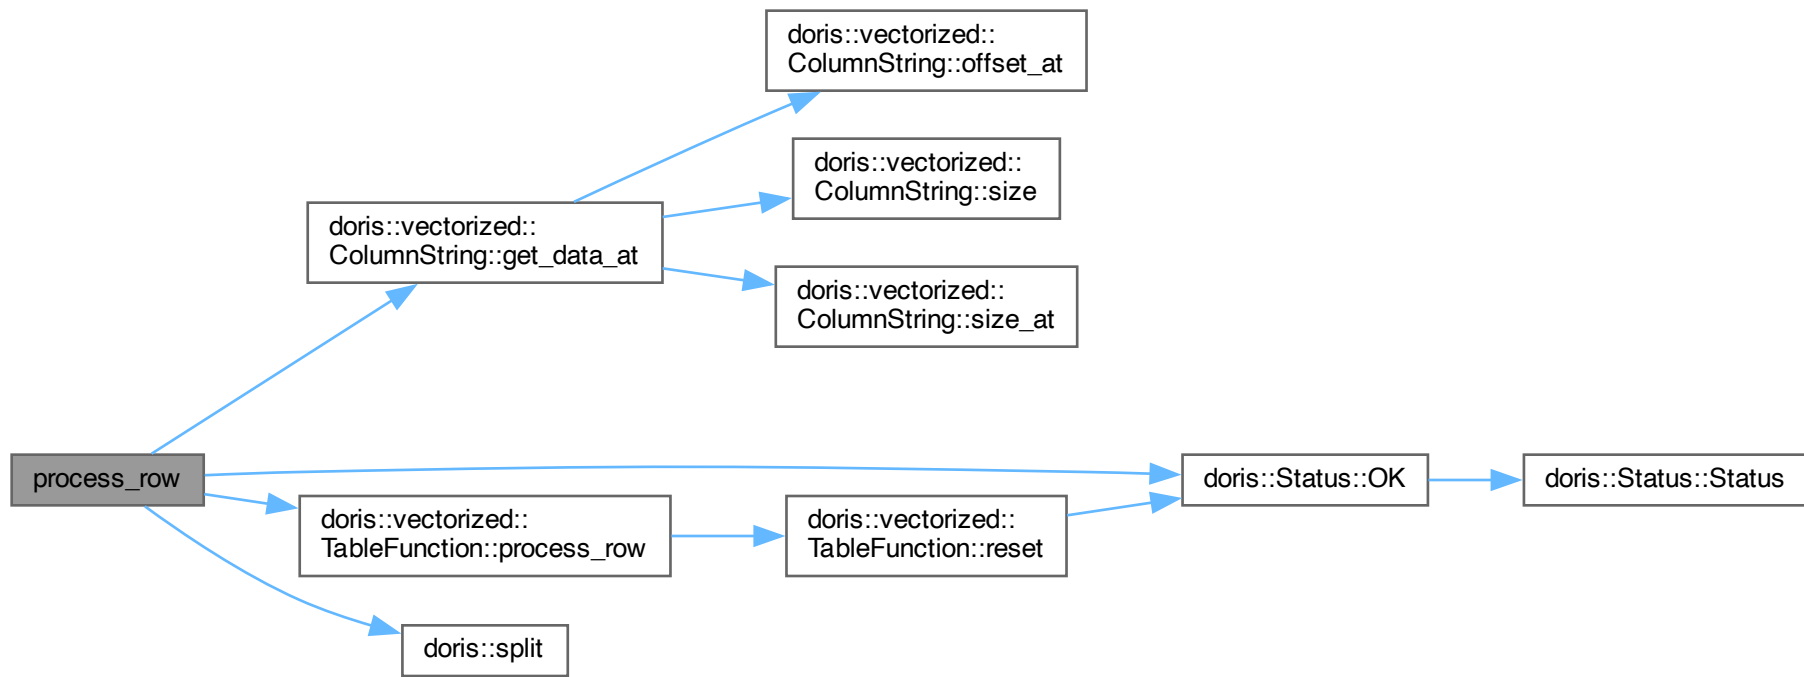 doris::vectorized::
ColumnString::offset_at
doris::vectorized::
ColumnString::size
doris::vectorized::
ColumnString::get_data_at
doris::vectorized::
ColumnString::size_at
process_row
doris::Status::OK
doris::Status::Status
doris::vectorized::
TableFunction::process_row
doris::vectorized::
TableFunction::reset
doris::split